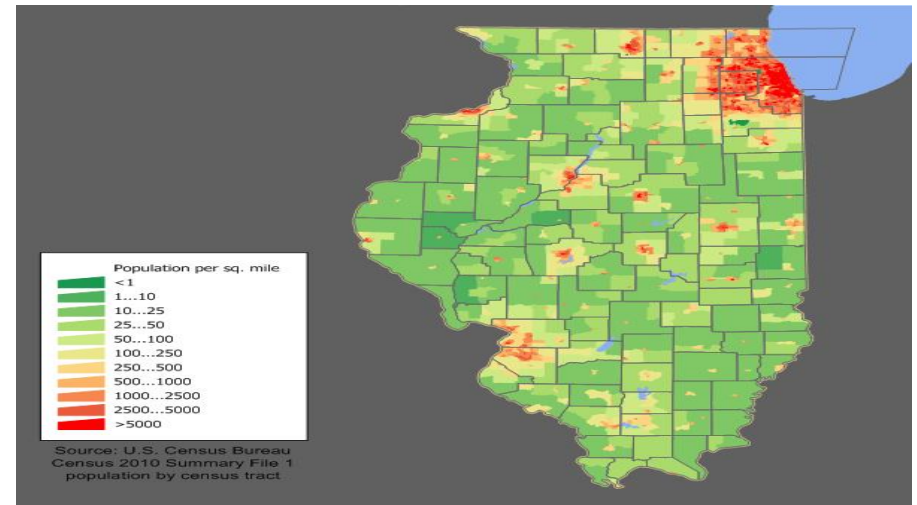 Population per sq. mile
<1
1...10
10...25
25...50
50...100
100...250
250...500
500...1000
1000...2500
2500...5000
>5000
Source: U.S. Census Bureau
Census 2010 Summary File 1
population by census tract